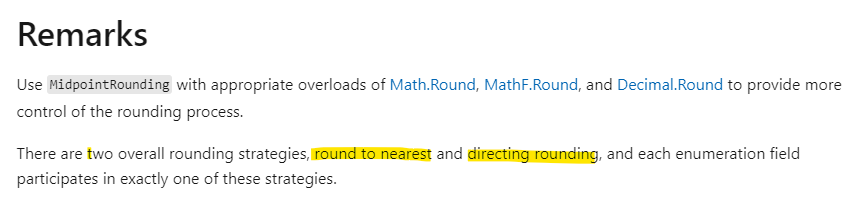 Remarks
Use MidpointRounding with appropriate overloads of Math.Round, MathF.Round, and Decimal.Round to provide more
control of the rounding process.
There are two overall rounding strategies, round to nearest and directing rounding, and each enumeration field
participates in exactly one of these strategies.